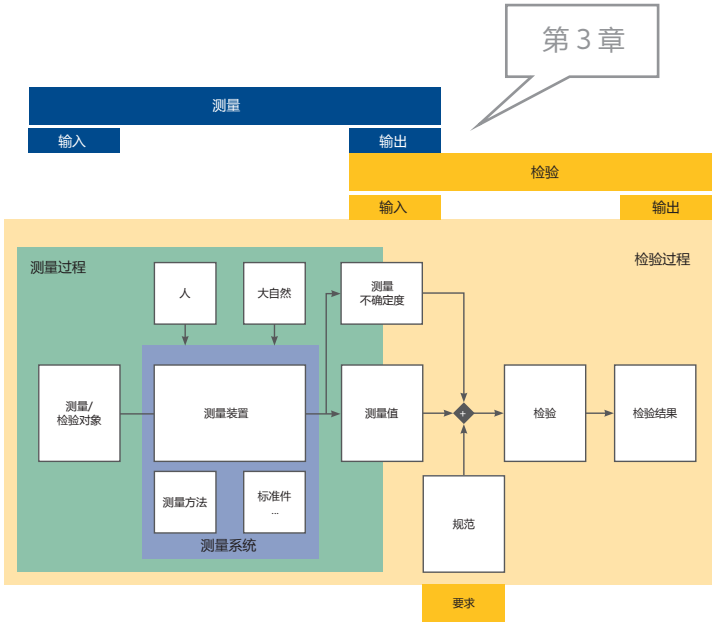 第 3 章
测量
输入
输出
检验
输入
输出
测量过程
检验过程
人
大自然
测量
不确定度
测量/
检验对象
测量装置
测量值
+
检验
检验结果
测量方法
标准件
...
规范
测量系统
要求